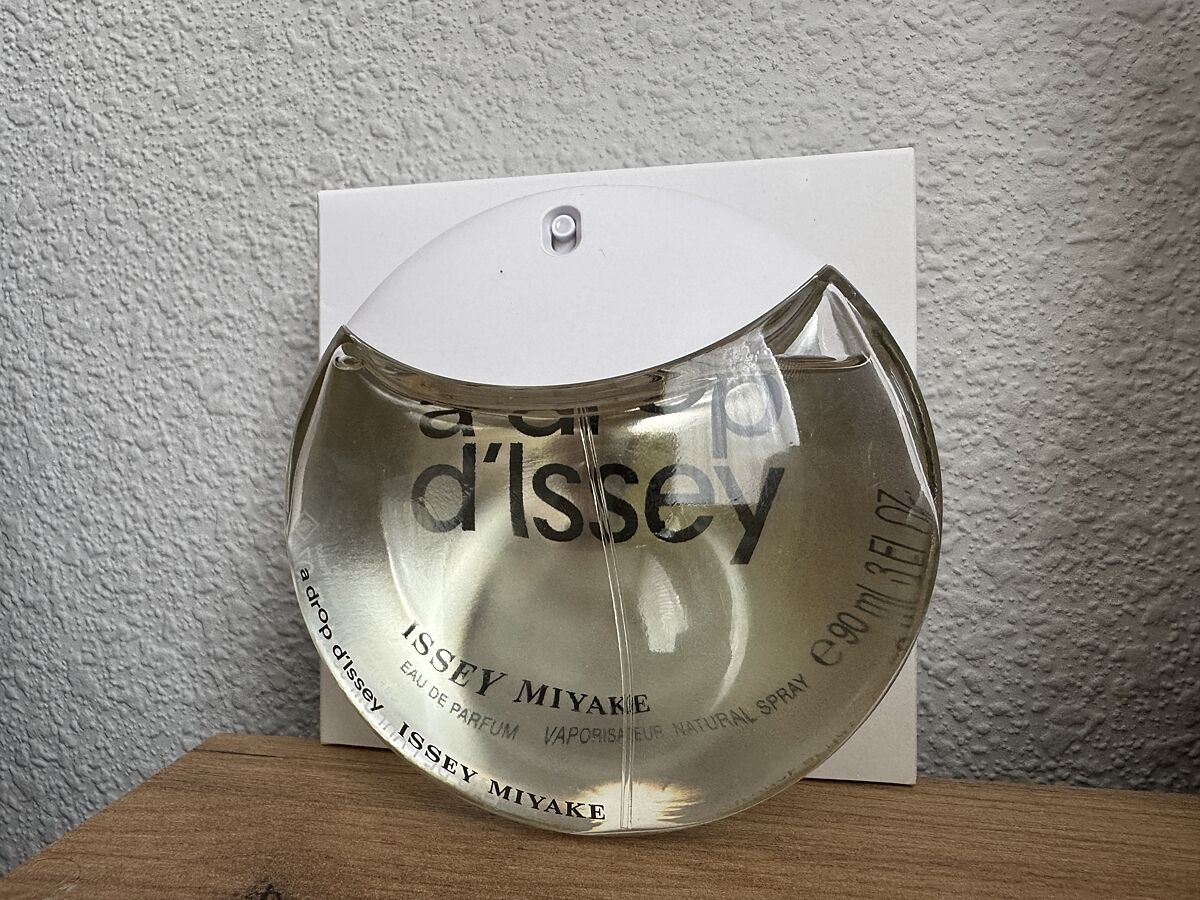 a drop
d'Issey
ISSEY MIYAKE
EAU DE PARFUM VAPORISATEUR NATURAL SPRAY
e 90 ml 3 FL OZ
a drop d'Issey ISSEY MIYAKE